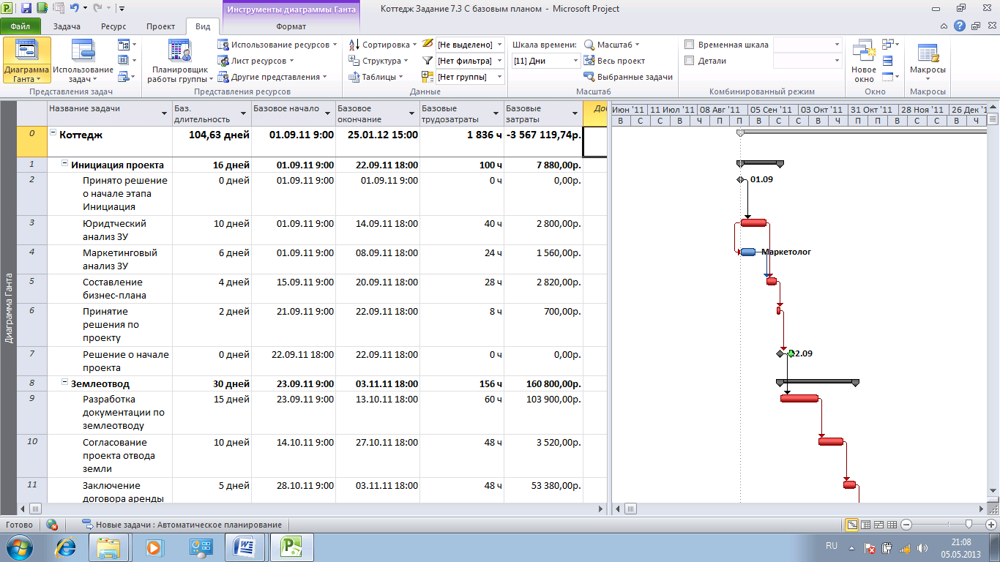 Инструменты диаграммы Ганта
Коттедж Задание 7.3 С базовым планом - Microsoft Project
Файл Задача Ресурс Проект Вид Формат
Диаграмма Ганта
Использование задач
Планировщик работы группы
Использование ресурсов
Лист ресурсов
Другие представления
Сортировка
Структура
Таблицы
[Не выделено]
[Нет фильтра]
[Нет группы]
Шкала времени:
[11] Дни
Масштаб
Весь проект
Выбранные задачи
Временная шкала
Детали
Новое окно
Макросы
Представления задач Представления ресурсов Данные Масштаб Комбинированный режим Окно Макросы
Диаграмма Ганта
Название задачи Баз. длительность Базовое начало Базовое окончание Базовые трудозатраты Базовые затраты До
0 Коттедж 104,63 дней 01.09.11 9:00 25.01.12 15:00 1 836 ч -3 567 119,74р.
1 Инициация проекта 16 дней 01.09.11 9:00 22.09.11 18:00 100 ч 7 880,00р.
2 Принято решение 0 дней 01.09.11 9:00 01.09.11 9:00 0 ч 0,00р.
о начале этапа
Инициация
3 Юридтческий 10 дней 01.09.11 9:00 14.09.11 18:00 40 ч 2 800,00р.
анализ ЗУ
4 Маркетинговый 6 дней 01.09.11 9:00 08.09.11 18:00 24 ч 1 560,00р.
анализ ЗУ
5 Составление 4 дней 15.09.11 9:00 20.09.11 18:00 28 ч 2 820,00р.
бизнес-плана
6 Принятие 2 дней 21.09.11 9:00 22.09.11 18:00 8 ч 700,00р.
решения по
проекту
7 Решение о начале 0 дней 22.09.11 18:00 22.09.11 18:00 0 ч 0,00р.
проекта
8 Землеотвод 30 дней 23.09.11 9:00 03.11.11 18:00 156 ч 160 800,00р.
9 Разработка 15 дней 23.09.11 9:00 13.10.11 18:00 60 ч 103 900,00р.
документации по
землеотводу
10 Согласование 10 дней 14.10.11 9:00 27.10.11 18:00 48 ч 3 520,00р.
проекта отвода
земли
11 Заключение 5 дней 28.10.11 9:00 03.11.11 18:00 48 ч 53 380,00р.
договора аренды
Июн '11 11 Июл '11 08 Авг '11 05 Сен '11 03 Окт '11 31 Окт '11 28 Ноя '11 26 Дек '1
В С С В Ч П П В С С В Ч П П В С С В Ч П П В
01.09
Маркетолог
2.09
Готово Новые задачи : Автоматическое планирование
RU
21:08
05.05.2013